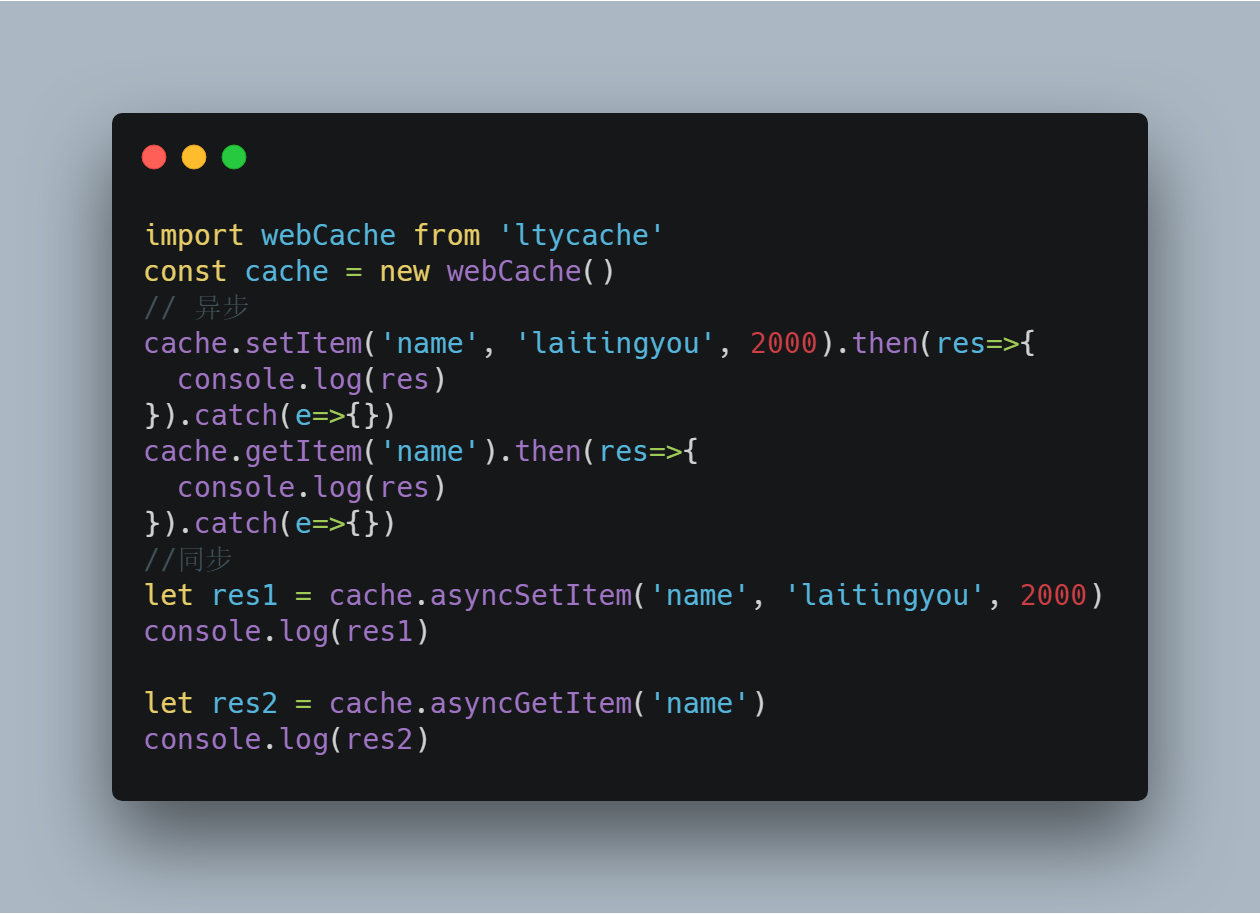 import webCache from 'ltycache'
const cache = new webCache()
// 异步
cache.setItem('name', 'laitingyou', 2000).then(res=>{
  console.log(res)
}).catch(e=>{})
cache.getItem('name').then(res=>{
  console.log(res)
}).catch(e=>{})
//同步
let res1 = cache.asyncSetItem('name', 'laitingyou', 2000)
console.log(res1)

let res2 = cache.asyncGetItem('name')
console.log(res2)